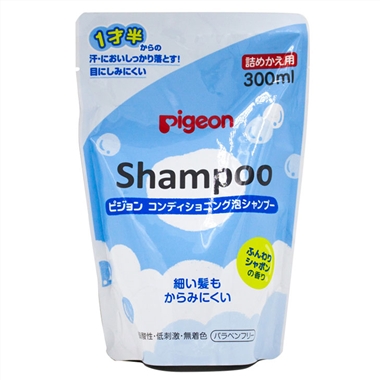 1才半からの
汗・においしっかり落とす!
目にしみにくい
詰めかえ用
300ml
Pigeon
Shampoo
ピジョン コンディショニング泡シャンプー
ふんわり
シャボン
の香り
細い髪も
からみにくい
酸性・低刺激・無着色
パラベンフリー